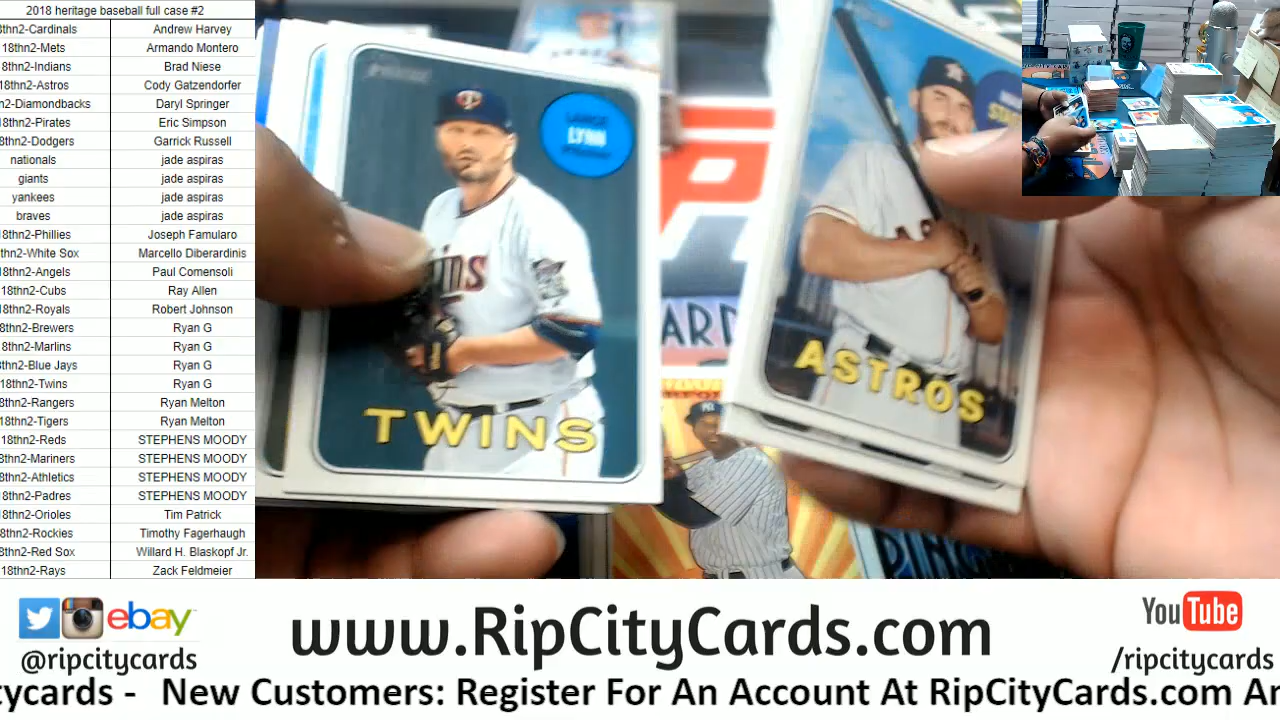 2018 heritage baseball full case #2
8thn2-Cardinals Andrew Harvey
18thn2-Mets Armando Montero
8thn2-Indians Brad Niese
18thn2-Astros Cody Gatzendorfer
n2-Diamondbacks Daryl Springer
18thn2-Pirates Eric Simpson
8thn2-Dodgers Garrick Russell
nationals jade aspiras
giants jade aspiras
yankees jade aspiras
braves jade aspiras
18thn2-Phillies Joseph Famularo
thn2-White Sox Marcello Diberardinis
18thn2-Angels Paul Comensoli
18thn2-Cubs Ray Allen
18thn2-Royals Robert Johnson
8thn2-Brewers Ryan G
18thn2-Marlins Ryan G
8thn2-Blue Jays Ryan G
18thn2-Twins Ryan G
8thn2-Rangers Ryan Melton
18thn2-Tigers Ryan Melton
18thn2-Reds STEPHENS MOODY
8thn2-Mariners STEPHENS MOODY
8thn2-Athletics STEPHENS MOODY
8thn2-Padres STEPHENS MOODY
18thn2-Orioles Tim Patrick
8thn2-Rockies Timothy Fagerhaugh
8thn2-Red Sox Willard H. Blaskopf Jr.
18thn2-Rays Zack Feldmeier
LANCE
LYNN
TWINS
ASTROS
ebay
@ripcitycards
www.RipCityCards.com
YouTube
/ripcitycards
tycards - New Customers: Register For An Account At RipCityCards.com An